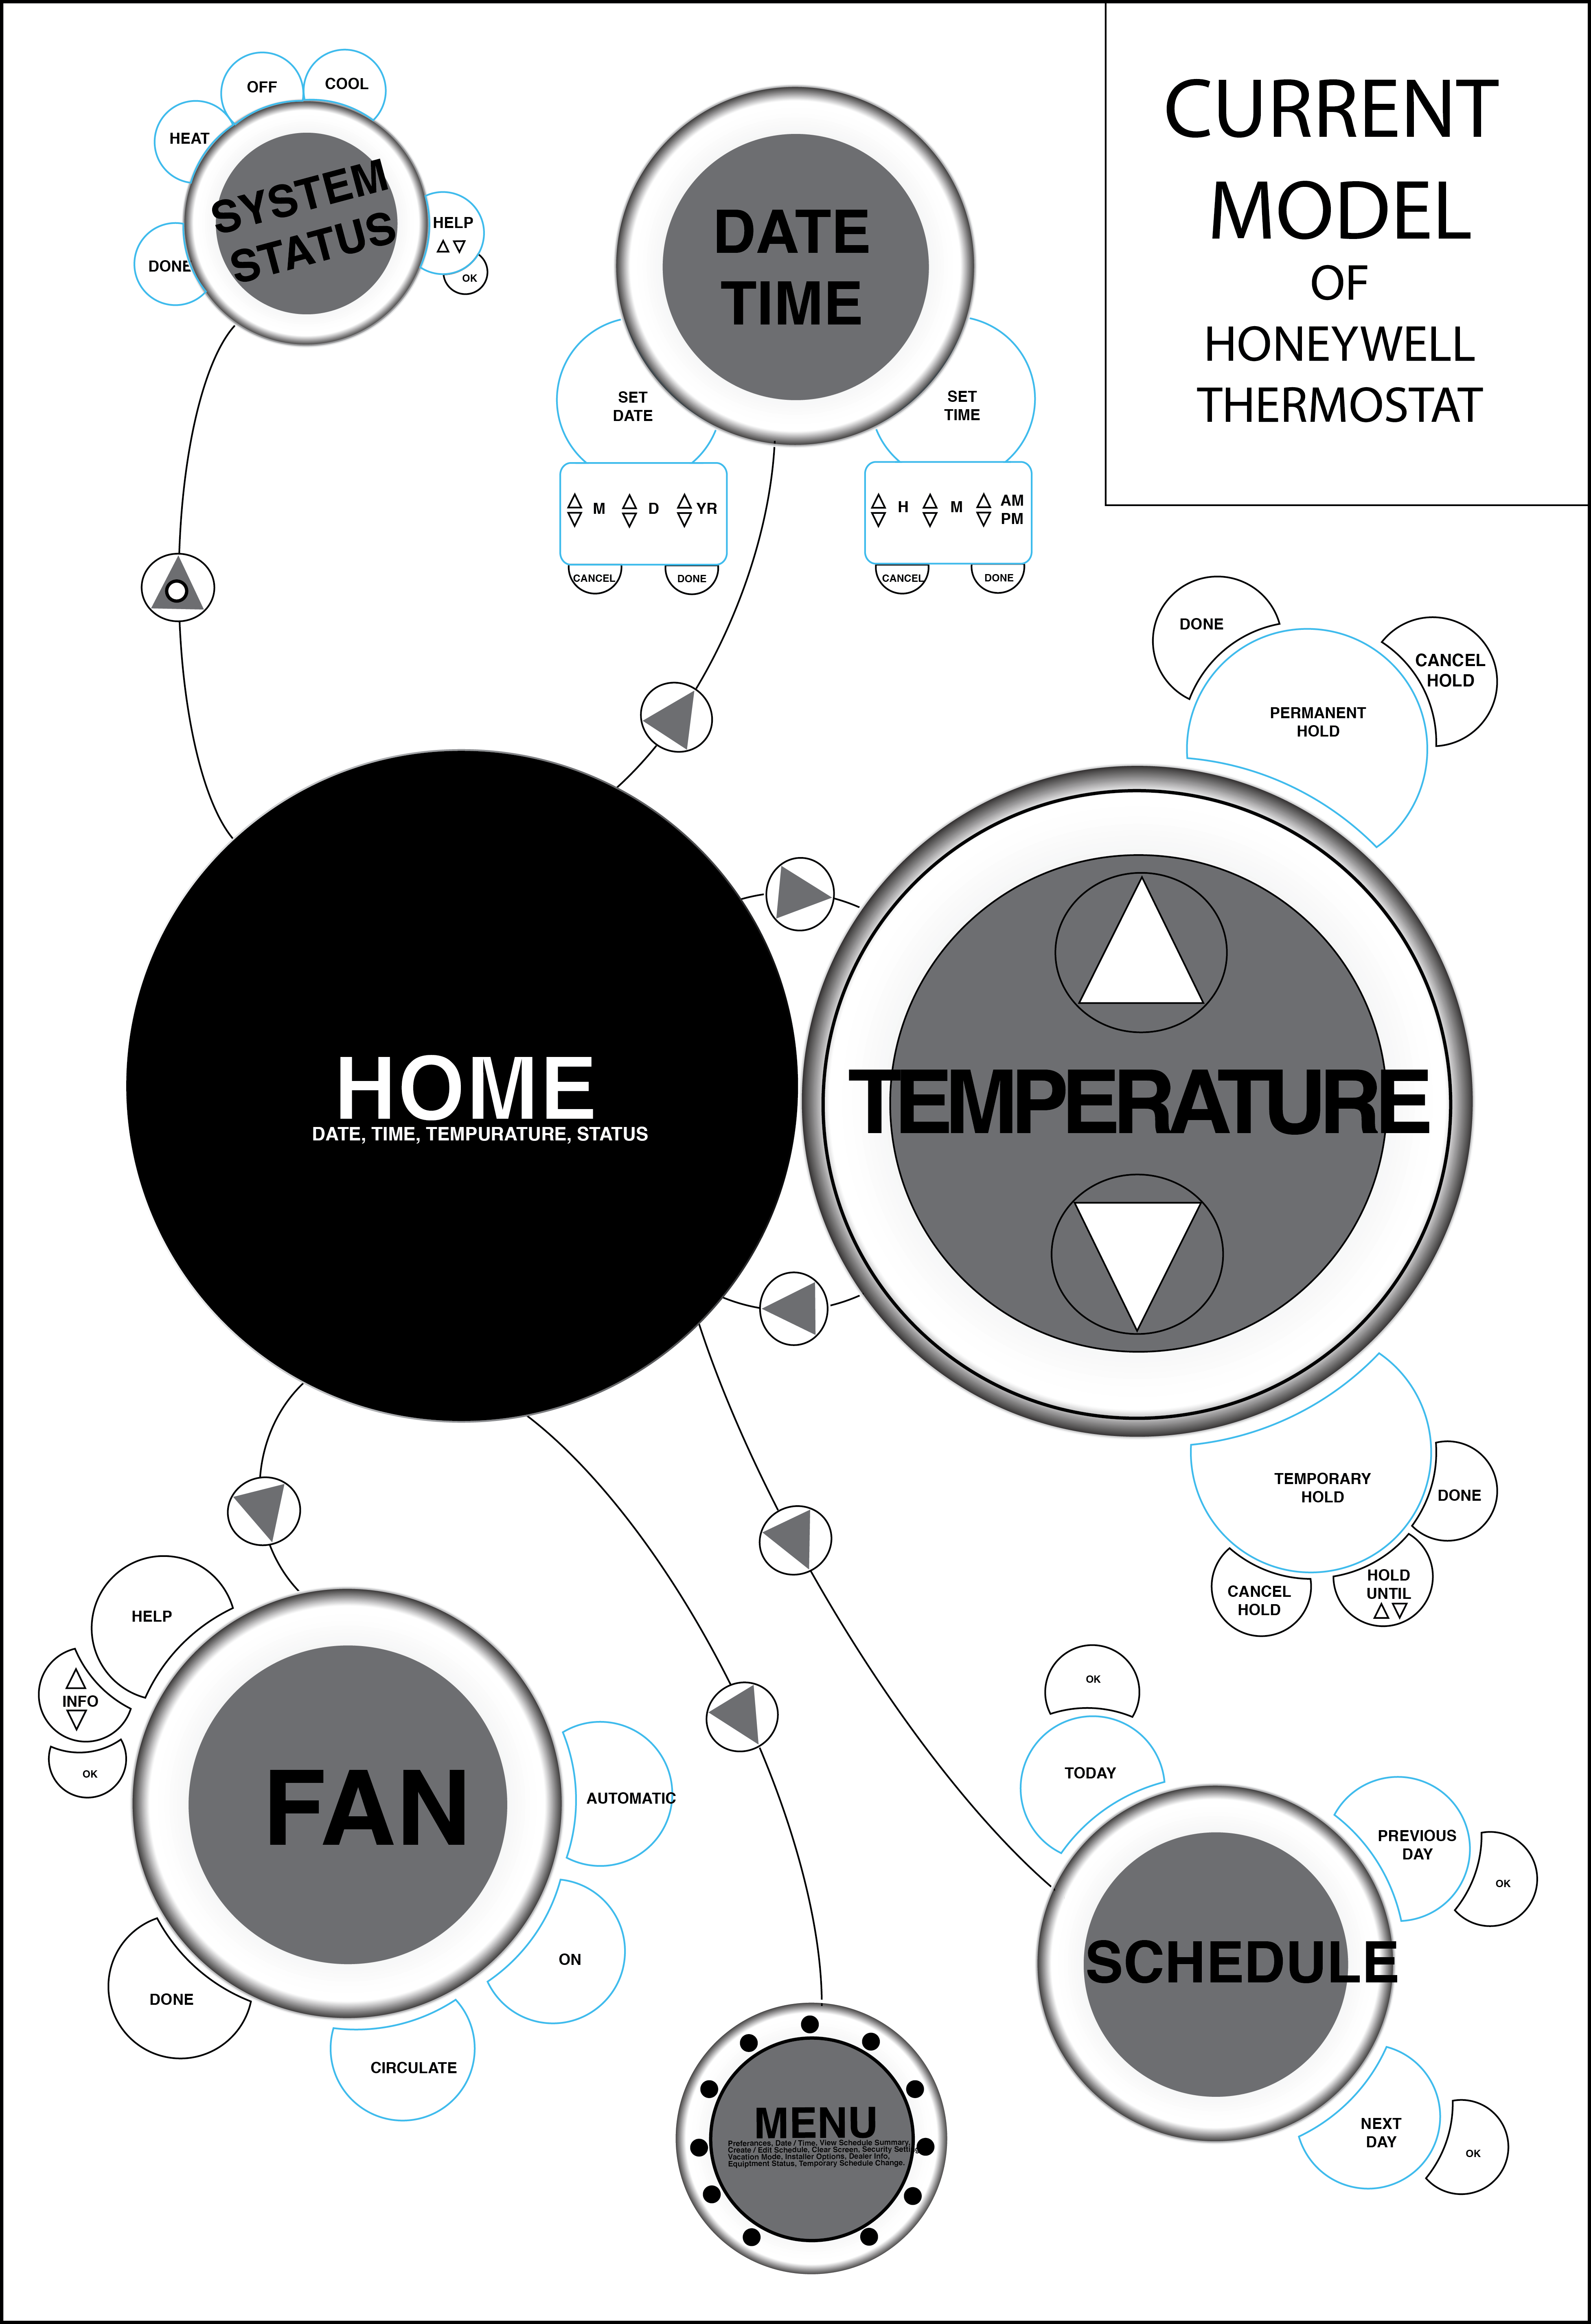 CURRENT
MODEL
OF
HONEYWELL
THERMOSTAT
OFF
COOL
HEAT
SYSTEM
STATUS
HELP
OK
DONE
DATE
TIME
SET
DATE
SET
TIME
M D YR
H M AM
PM
CANCEL
DONE
CANCEL
DONE
DONE
CANCEL
HOLD
PERMANENT
HOLD
HOME
DATE, TIME, TEMPURATURE, STATUS
TEMPERATURE
TEMPORARY
HOLD
DONE
HOLD
UNTIL
CANCEL
HOLD
HELP
INFO
OK
FAN
AUTOMATIC
ON
DONE
CIRCULATE
OK
TODAY
PREVIOUS
DAY
OK
SCHEDULE
NEXT
DAY
OK
MENU
Preferances, Date / Time, View Schedule Summary,
Create / Edit Schedule, Clear Screen, Security
Vacation Mode, Installer Options, Dealer Info,
Equiptment Status, Temporary Schedule Change.